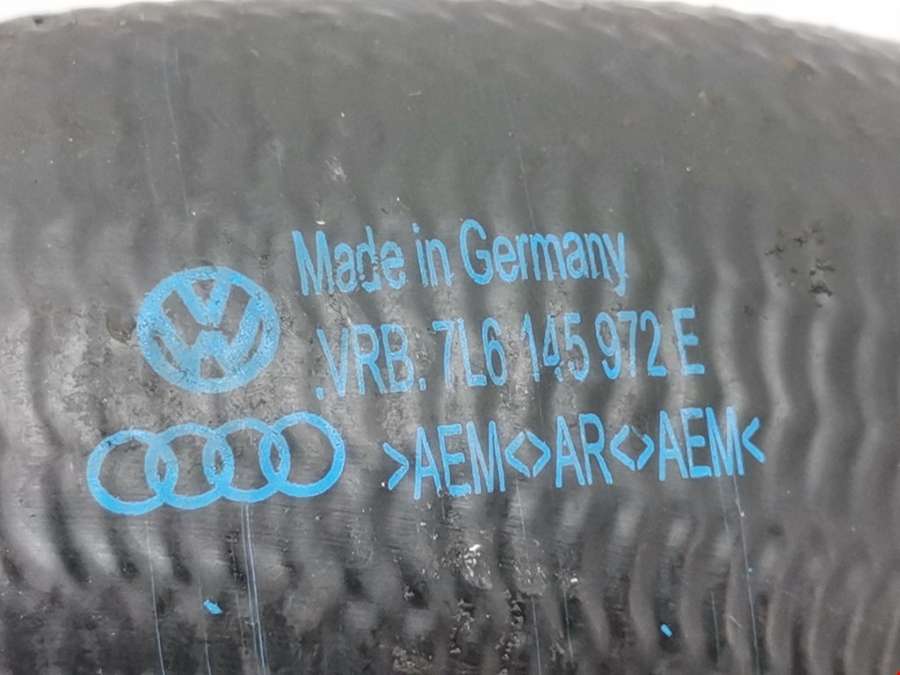 Made in Germany
.VRB. 7L6 145 972 E
>AEM<>AR<>AEM<